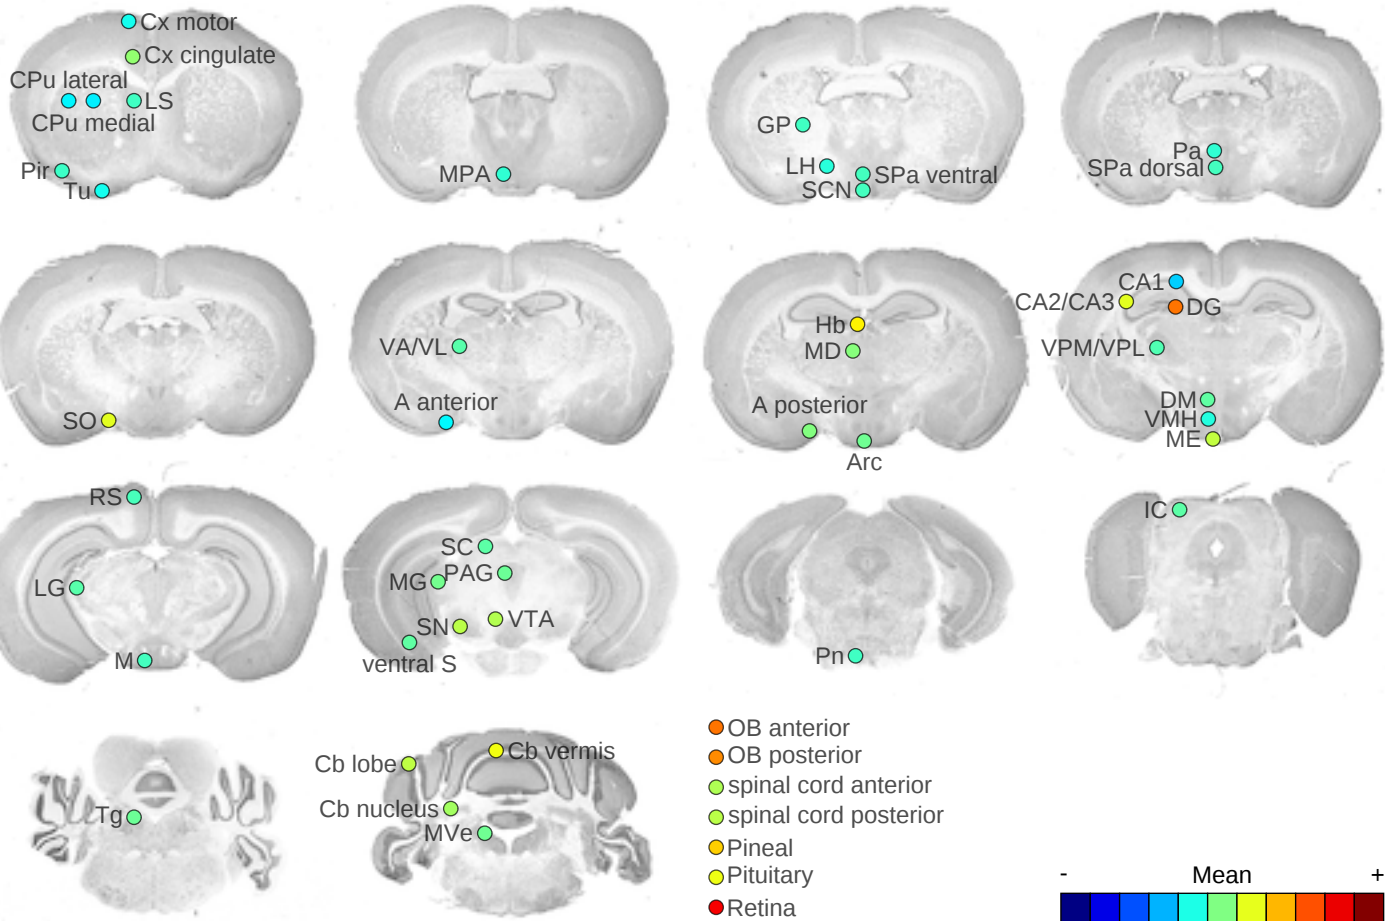 Cx motor
Cx cingulate
CPu lateral
LS
CPu medial
Pir
Tu
MPA
GP
LH
SPa ventral
SCN
Pa
SPa dorsal
SO
VA/VL
A anterior
Hb
MD
A posterior
Arc
CA1
CA2/CA3
DG
VPM/VPL
DM
VMH
ME
RS
LG
M
SC
MG PAG
SN VTA
ventral S
Pn
IC
Tg
Cb lobe
Cb vermis
Cb nucleus
MVe
OB anterior
OB posterior
spinal cord anterior
spinal cord posterior
Pineal
Pituitary
Retina
- Mean +